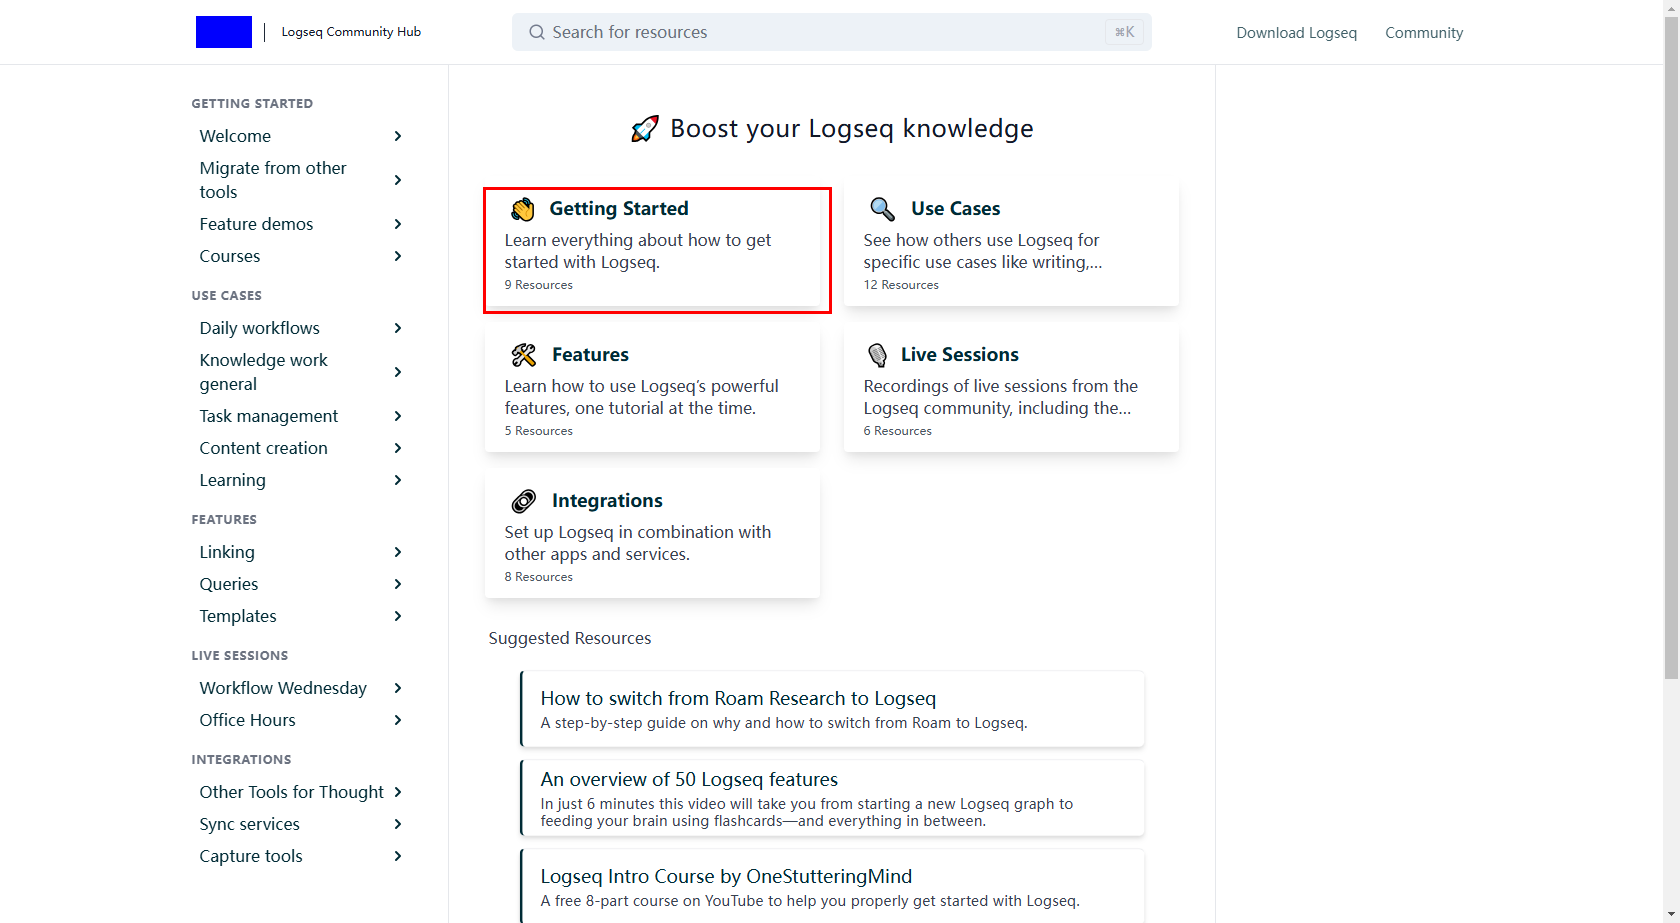 Logseq Community Hub
Search for resources
⌘K
Download Logseq
Community
GETTING STARTED
Welcome
Migrate from other
tools
Feature demos
Courses
USE CASES
Daily workflows
Knowledge work
general
Task management
Content creation
Learning
FEATURES
Linking
Queries
Templates
LIVE SESSIONS
Workflow Wednesday
Office Hours
INTEGRATIONS
Other Tools for Thought
Sync services
Capture tools
🚀 Boost your Logseq knowledge
👋 Getting Started
Learn everything about how to get
started with Logseq.
9 Resources
🔍 Use Cases
See how others use Logseq for
specific use cases like writing,...
12 Resources
🛠 Features
Learn how to use Logseq’s powerful
features, one tutorial at the time.
5 Resources
🎙 Live Sessions
Recordings of live sessions from the
Logseq community, including the...
6 Resources
🔗 Integrations
Set up Logseq in combination with
other apps and services.
8 Resources
Suggested Resources
How to switch from Roam Research to Logseq
A step-by-step guide on why and how to switch from Roam to Logseq.
An overview of 50 Logseq features
In just 6 minutes this video will take you from starting a new Logseq graph to
feeding your brain using flashcards—and everything in between.
Logseq Intro Course by OneStutteringMind
A free 8-part course on YouTube to help you properly get started with Logseq.